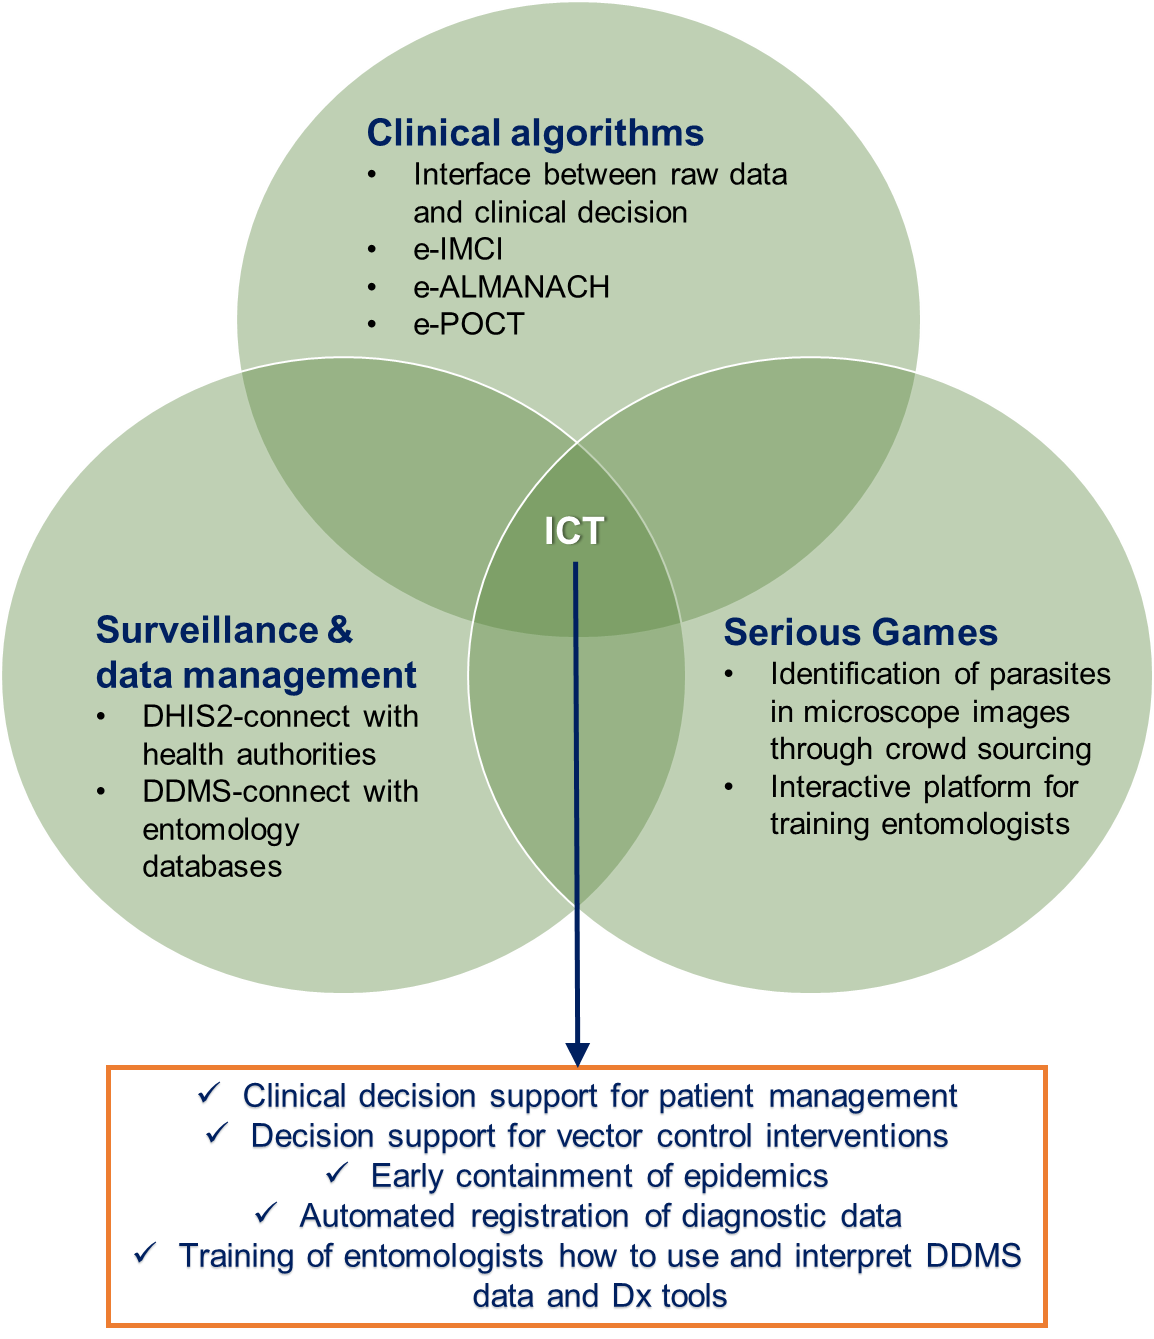 Clinical algorithms
• Interface between raw data
and clinical decision
• e-IMCI
• e-ALMANACH
• e-POCT
ICT
Surveillance &
data management
• DHIS2-connect with
health authorities
• DDMS-connect with
entomology
databases
Serious Games
• Identification of parasites
in microscope images
through crowd sourcing
• Interactive platform for
training entomologists
✓ Clinical decision support for patient management
✓ Decision support for vector control interventions
✓ Early containment of epidemics
✓ Automated registration of diagnostic data
✓ Training of entomologists how to use and interpret DDMS
data and Dx tools